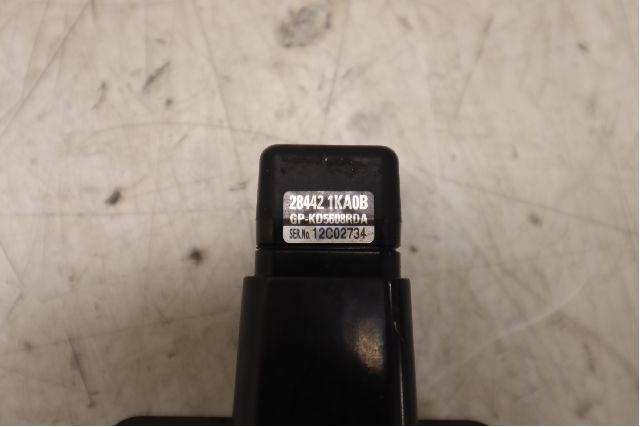 28442 1KA0B
GP-KD5608RDA
SER.No. 12C02734